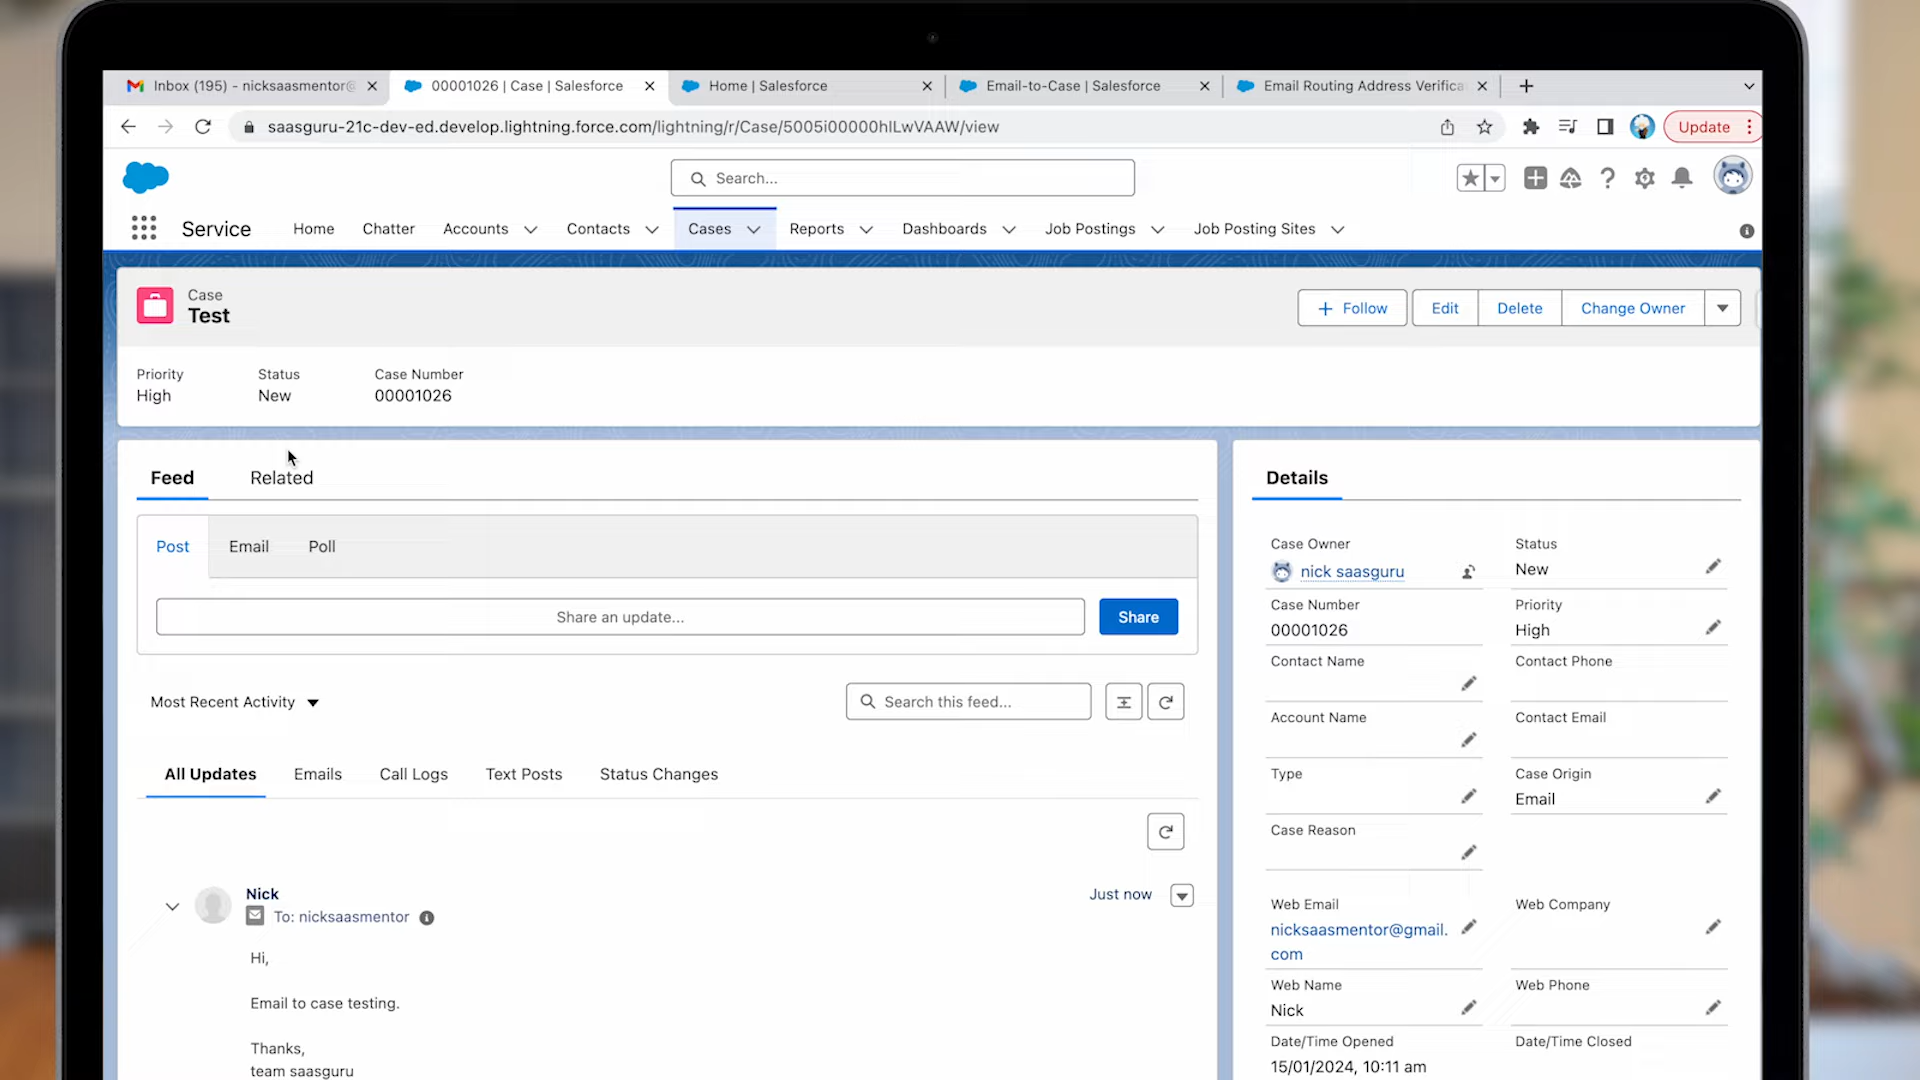 Inbox (195) - nicksaasmentor@
00001026 | Case | Salesforce
Home | Salesforce
Email-to-Case | Salesforce
Email Routing Address Verifica
saasguru-21c-dev-ed.develop.lightning.force.com/lightning/r/Case/5005i00000hILwVAAW/view
Update
Search...
Service
Home
Chatter
Accounts
Contacts
Cases
Reports
Dashboards
Job Postings
Job Posting Sites
Case
Test
Follow
Edit
Delete
Change Owner
Priority
High
Status
New
Case Number
00001026
Feed
Related
Post
Email
Poll
Share an update...
Share
Most Recent Activity
Search this feed...
All Updates
Emails
Call Logs
Text Posts
Status Changes
Nick
Just now
To: nicksaasmentor
Hi,
Email to case testing.
Thanks,
team saasguru
Details
Case Owner
nick saasguru
Status
New
Case Number
00001026
Priority
High
Contact Name
Contact Phone
Account Name
Contact Email
Type
Case Origin
Email
Case Reason
Web Email
nicksaasmentor@gmail.
com
Web Company
Web Name
Nick
Web Phone
Date/Time Opened
15/01/2024, 10:11 am
Date/Time Closed